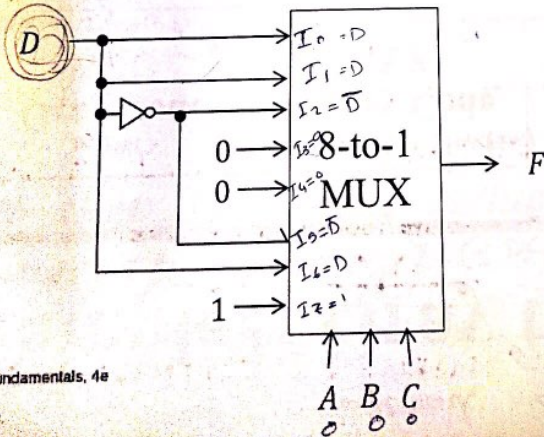 D
I₀ = D
I₁ = D
I₂ = D̅
0 I₃=0 8-to-1
0 I₄=0 MUX
F
I₅=D̅
I₆=D
1 I₇=1
undamentals, 4e
A B C
0 0 0